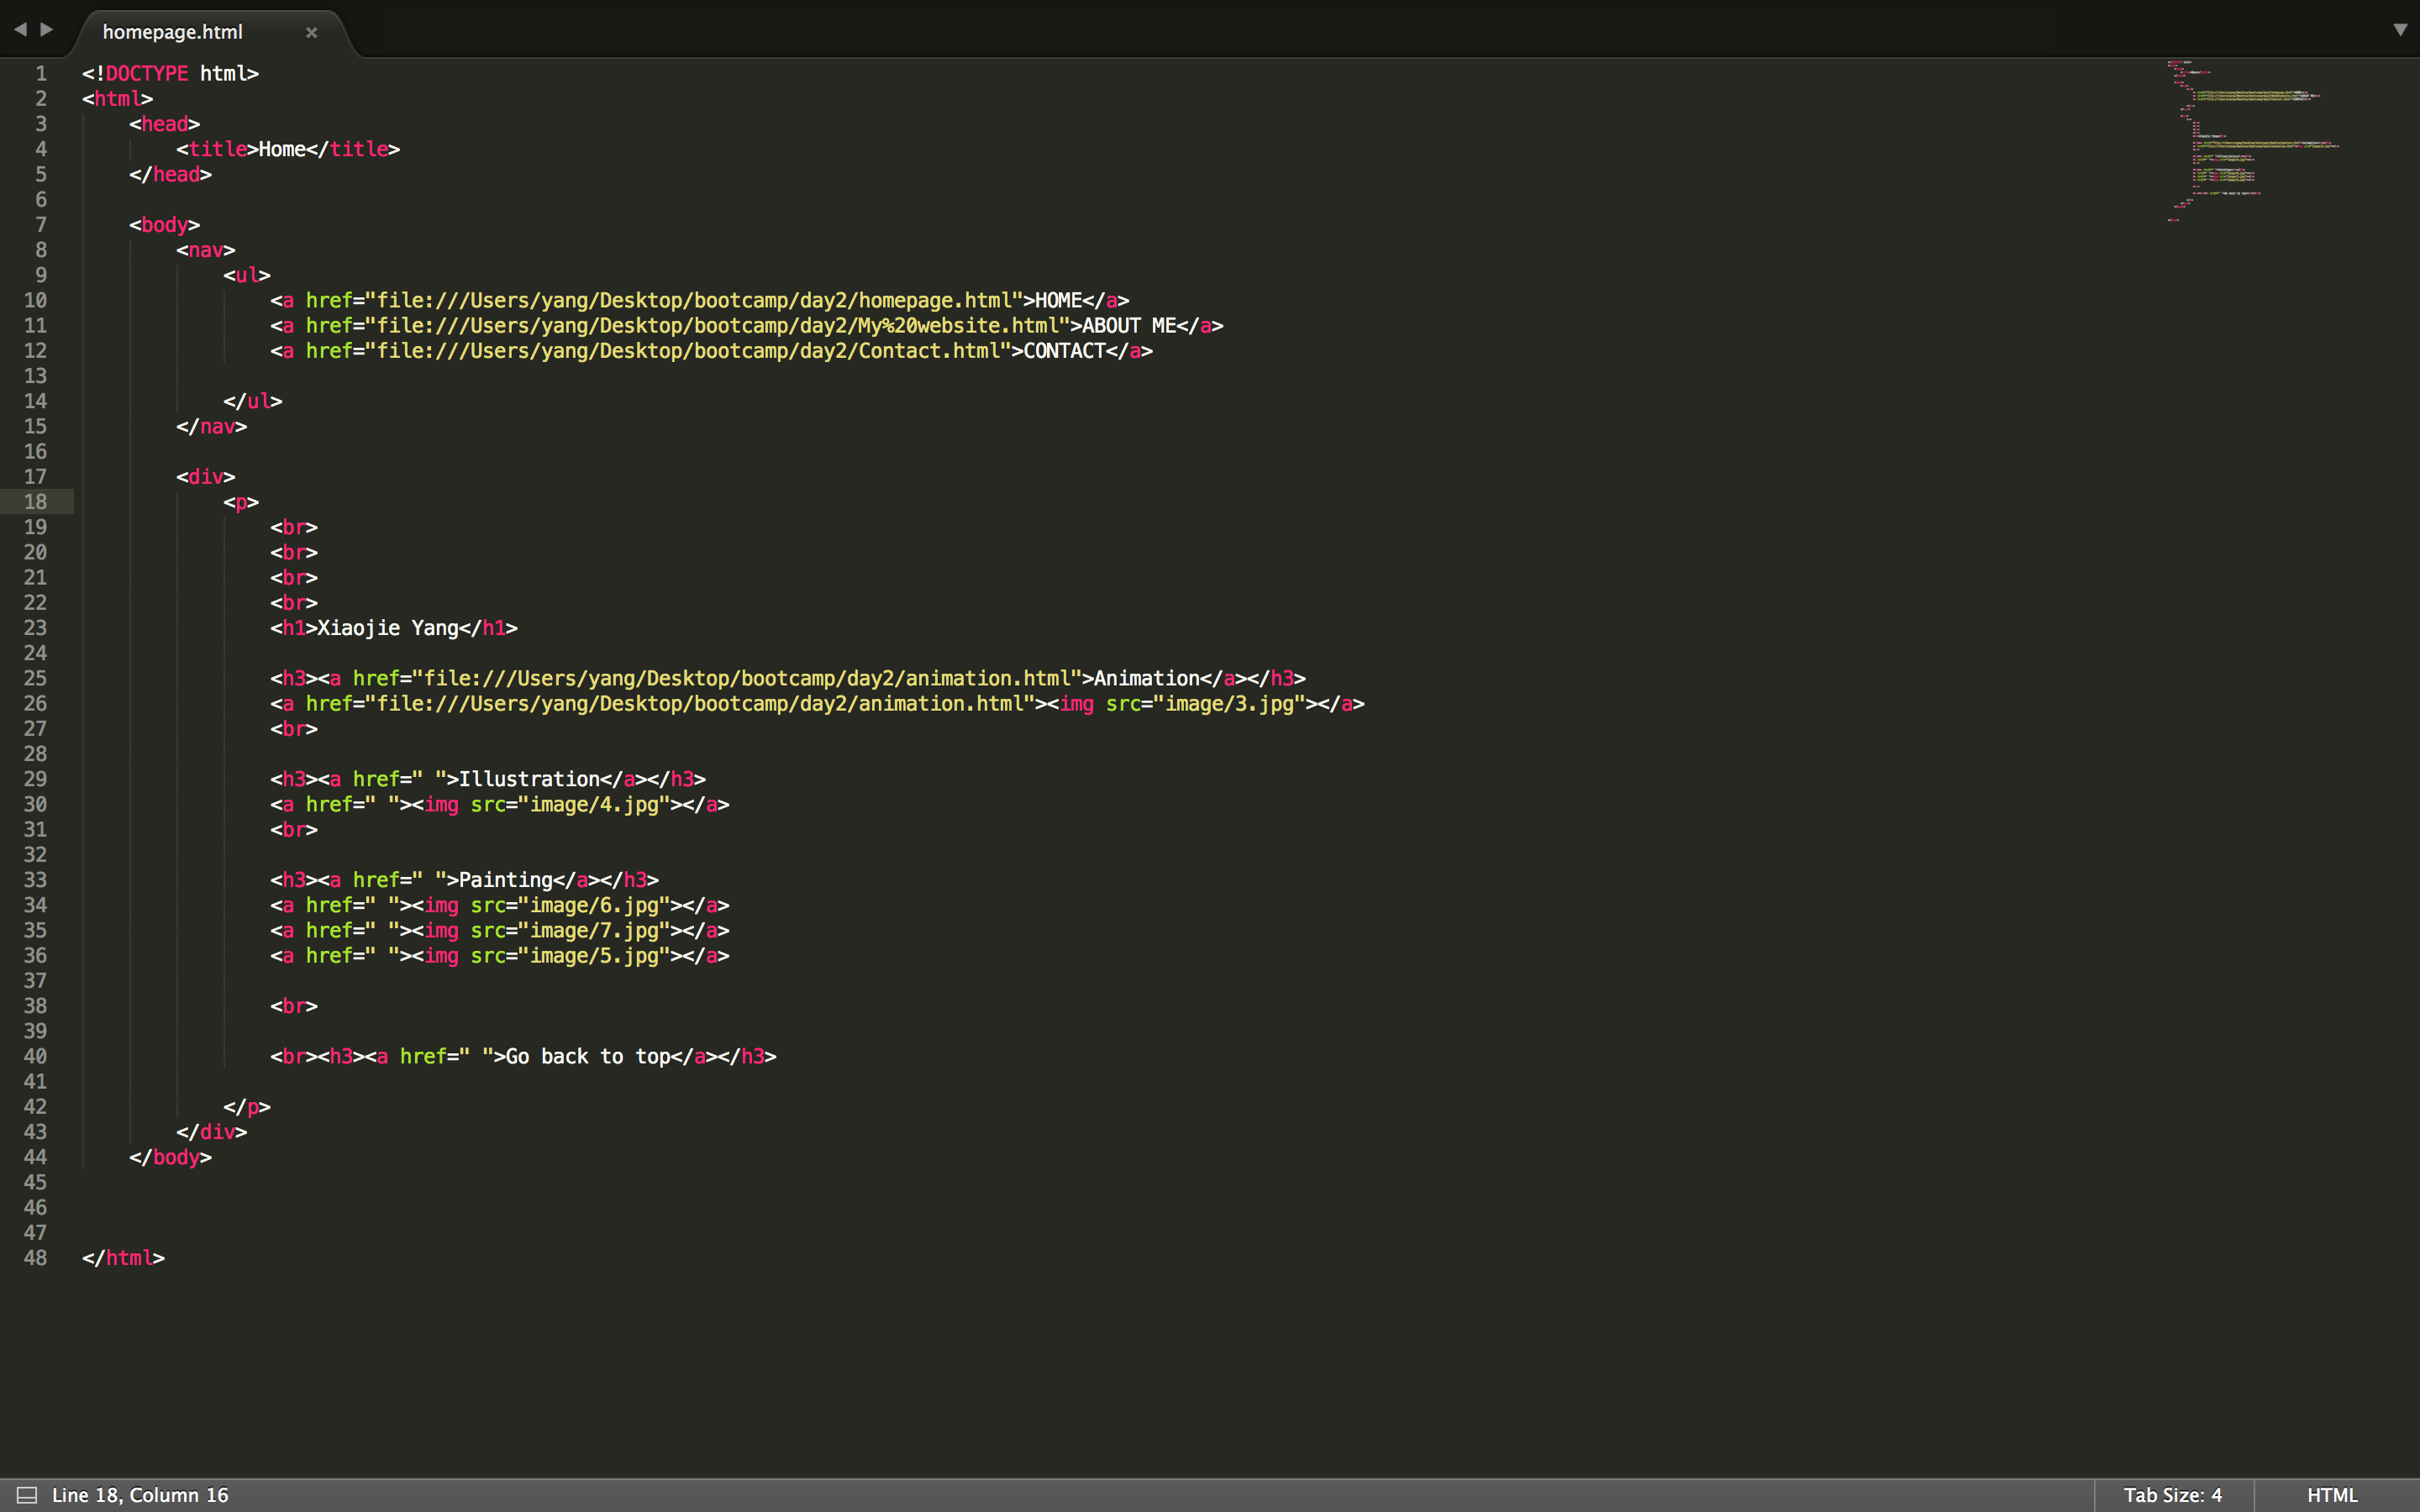 homepage.html
1 <!DOCTYPE html>
2 <html>
3 <head>
4 <title>Home</title>
5 </head>
6
7 <body>
8 <nav>
9 <ul>
10 <a href="file:///Users/yang/Desktop/bootcamp/day2/homepage.html">HOME</a>
11 <a href="file:///Users/yang/Desktop/bootcamp/day2/My%20website.html">ABOUT ME</a>
12 <a href="file:///Users/yang/Desktop/bootcamp/day2/Contact.html">CONTACT</a>
13
14 </ul>
15 </nav>
16
17 <div>
18 <p>
19 <br>
20 <br>
21 <br>
22 <br>
23 <h1>Xiaojie Yang</h1>
24
25 <h3><a href="file:///Users/yang/Desktop/bootcamp/day2/animation.html">Animation</a></h3>
26 <a href="file:///Users/yang/Desktop/bootcamp/day2/animation.html"><img src="image/3.jpg"></a>
27 <br>
28
29 <h3><a href=" ">Illustration</a></h3>
30 <a href=" "><img src="image/4.jpg"></a>
31 <br>
32
33 <h3><a href=" ">Painting</a></h3>
34 <a href=" "><img src="image/6.jpg"></a>
35 <a href=" "><img src="image/7.jpg"></a>
36 <a href=" "><img src="image/5.jpg"></a>
37
38 <br>
39
40 <br><h3><a href=" ">Go back to top</a></h3>
41
42 </p>
43 </div>
44 </body>
45
46
47
48 </html>
Line 18, Column 16
Tab Size: 4
HTML